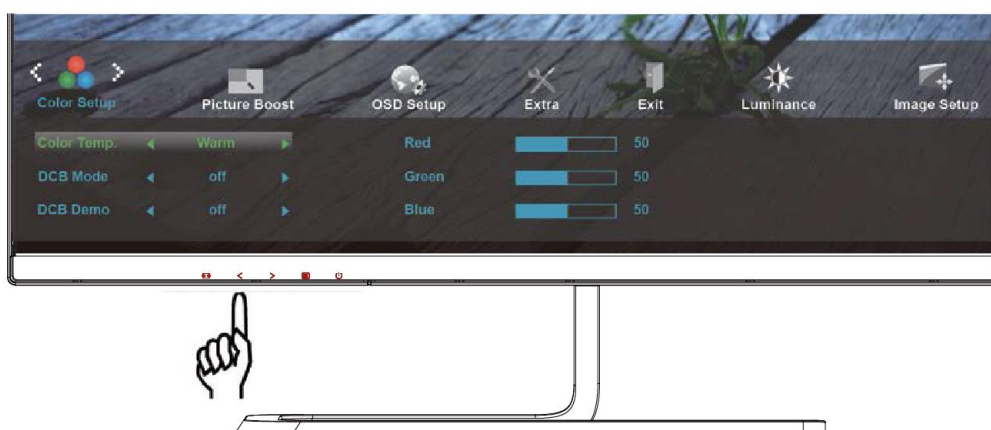 Color Setup Picture Boost OSD Setup Extra Exit Luminance Image Setup
Color Temp. Warm Red 50
DCB Mode off Green 50
DCB Demo off Blue 50